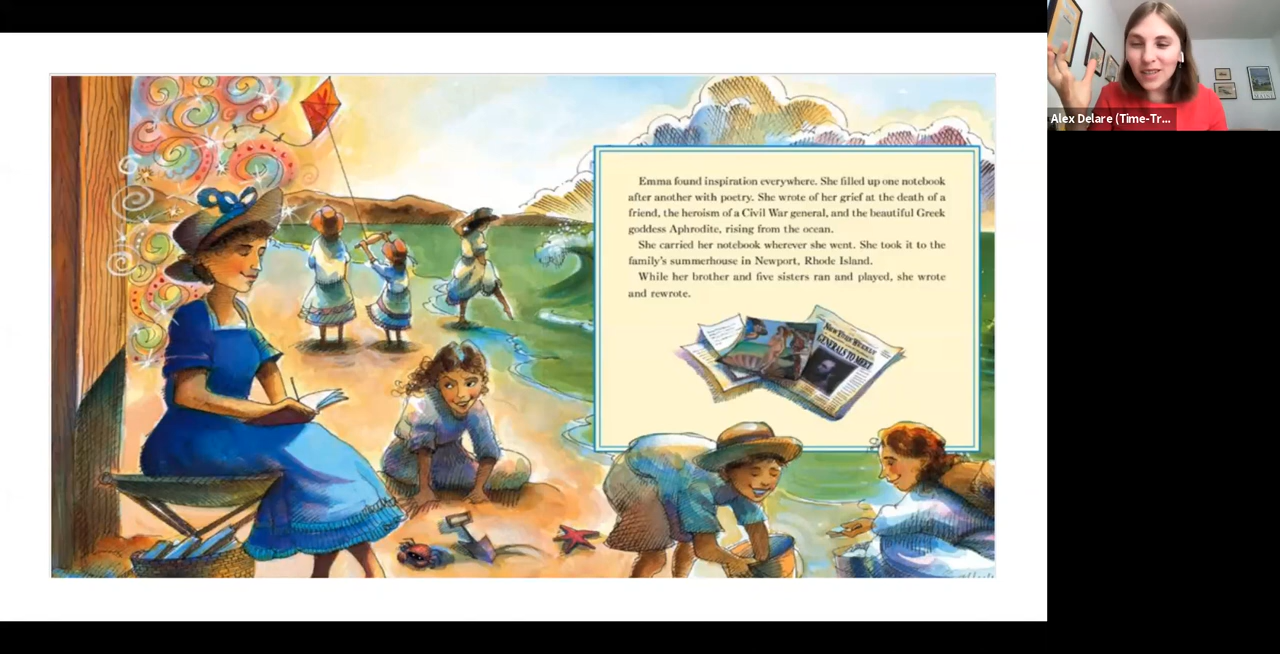 Alex Delare (Time-Tr...
Emma found inspiration everywhere. She filled up one notebook
after another with poetry. She wrote of her grief at the death of a
friend, the heroism of a Civil War general, and the beautiful Greek
goddess Aphrodite, rising from the ocean.
She carried her notebook wherever she went. She took it to the
family's summerhouse in Newport, Rhode Island.
While her brother and five sisters ran and played, she wrote
and rewrote.
GENERALS TO MEET